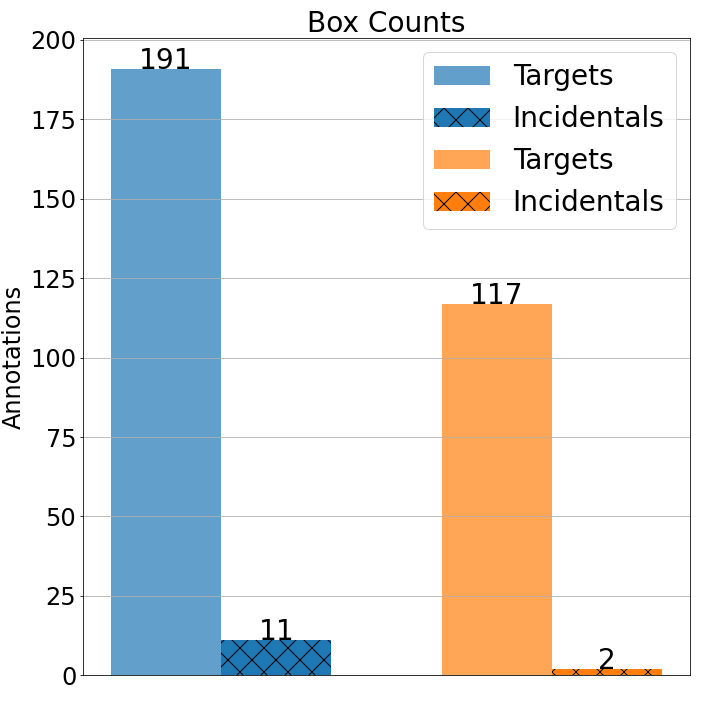 Box Counts
Annotations
200
175
150
125
100
75
50
25
0
191
11
117
2
Targets
Incidentals
Targets
Incidentals